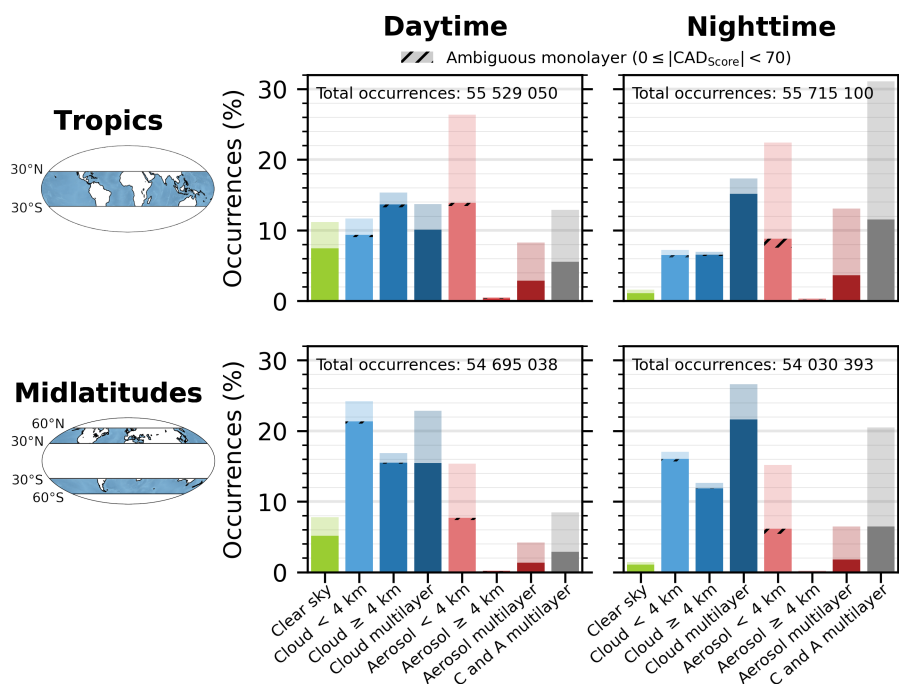 Daytime
Nighttime
Ambiguous monolayer (0 ≤ |CAD_Score| < 70)
Tropics
30°N
30°S
Occurrences (%)
30
20
10
0
Total occurrences: 55 529 050
Total occurrences: 55 715 100
Midlatitudes
60°N
30°N
30°S
60°S
Occurrences (%)
30
20
10
0
Total occurrences: 54 695 038
Total occurrences: 54 030 393
Clear sky
Cloud < 4 km
Cloud ≥ 4 km
Cloud multilayer
Aerosol < 4 km
Aerosol ≥ 4 km
Aerosol multilayer
C and A multilayer
Clear sky
Cloud < 4 km
Cloud ≥ 4 km
Cloud multilayer
Aerosol < 4 km
Aerosol ≥ 4 km
Aerosol multilayer
C and A multilayer